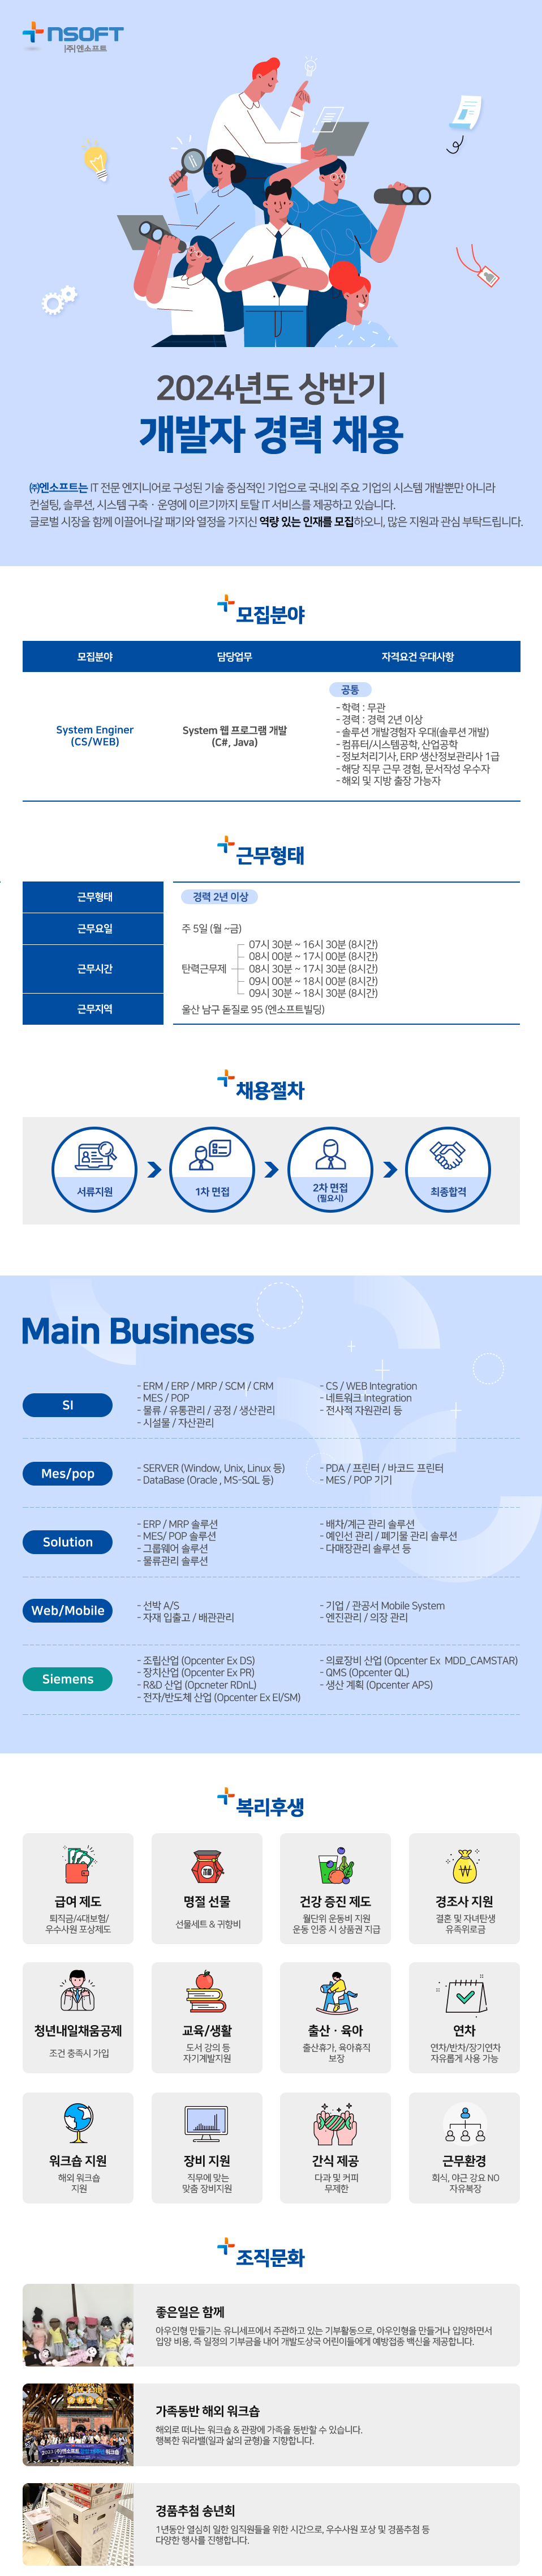 NSOFT
(주)엔소프트
2024년도 상반기
개발자 경력 채용
㈜엔소프트는 IT 전문 엔지니어로 구성된 기술 중심적인 기업으로 국내외 주요 기업의 시스템 개발뿐만 아니라
컨설팅, 솔루션, 시스템 구축 · 운영에 이르기까지 토탈 IT 서비스를 제공하고 있습니다.
글로벌 시장을 함께 이끌어나갈 패기와 열정을 가지신 역량 있는 인재를 모집하오니, 많은 지원과 관심 부탁드립니다.
모집분야
모집분야 담당업무 자격요건 우대사항
공통
System Enginer
(CS/WEB)
System 웹 프로그램 개발
(C#, Java)
- 학력 : 무관
- 경력 : 경력 2년 이상
- 솔루션 개발경험자 우대(솔루션 개발)
- 컴퓨터/시스템공학, 산업공학
- 정보처리기사, ERP 생산정보관리사 1급
- 해당 직무 근무 경험, 문서작성 우수자
- 해외 및 지방 출장 가능자
근무형태
근무형태 경력 2년 이상
근무요일 주 5일 (월 ~금)
근무시간 탄력근무제
07시 30분 ~ 16시 30분 (8시간)
08시 00분 ~ 17시 00분 (8시간)
08시 30분 ~ 17시 30분 (8시간)
09시 00분 ~ 18시 00분 (8시간)
09시 30분 ~ 18시 30분 (8시간)
근무지역 울산 남구 돋질로 95 (엔소프트빌딩)
채용절차
서류지원
1차 면접
2차 면접
(필요시)
최종합격
Main Business
SI
- ERM / ERP / MRP / SCM / CRM
- MES / POP
- 물류 / 유통관리 / 공정 / 생산관리
- 시설물 / 자산관리
- CS / WEB Integration
- 네트워크 Integration
- 전사적 자원관리 등
Mes/pop
- SERVER (Window, Unix, Linux 등)
- DataBase (Oracle , MS-SQL 등)
- PDA / 프린터 / 바코드 프린터
- MES / POP 기기
Solution
- ERP / MRP 솔루션
- MES/ POP 솔루션
- 그룹웨어 솔루션
- 물류관리 솔루션
- 배차/계근 관리 솔루션
- 예인선 관리 / 폐기물 관리 솔루션
- 다매장관리 솔루션 등
Web/Mobile
- 선박 A/S
- 자재 입출고 / 배관관리
- 기업 / 관공서 Mobile System
- 엔진관리 / 의장 관리
Siemens
- 조립산업 (Opcenter Ex DS)
- 장치산업 (Opcenter Ex PR)
- R&D 산업 (Opcneter RDnL)
- 전자/반도체 산업 (Opcenter Ex EI/SM)
- 의료장비 산업 (Opcenter Ex MDD_CAMSTAR)
- QMS (Opcenter QL)
- 생산 계획 (Opcenter APS)
복리후생
급여 제도
퇴직금/4대보험/
우수사원 포상제도
명절 선물
선물세트 & 귀향비
건강 증진 제도
월단위 운동비 지원
운동 인증 시 상품권 지급
경조사 지원
결혼 및 자녀탄생
유족위로금
청년내일채움공제
조건 충족시 가입
교육/생활
도서 강의 등
자기계발지원
출산 · 육아
출산휴가, 육아휴직
보장
연차
연차/반차/장기연차
자유롭게 사용 가능
워크숍 지원
해외 워크숍
지원
장비 지원
직무에 맞는
맞춤 장비지원
간식 제공
다과 및 커피
무제한
근무환경
회식, 야근 강요 NO
자유복장
조직문화
좋은일은 함께
아우인형 만들기는 유니세프에서 주관하고 있는 기부활동으로, 아우인형을 만들거나 입양하면서
입양 비용, 즉 일정의 기부금을 내어 개발도상국 어린이들에게 예방접종 백신을 제공합니다.
가족동반 해외 워크숍
해외로 떠나는 워크숍 & 관광에 가족을 동반할 수 있습니다.
행복한 워라밸(일과 삶의 균형)을 지향합니다.
경품추첨 송년회
1년동안 열심히 일한 임직원들을 위한 시간으로, 우수사원 포상 및 경품추첨 등
다양한 행사를 진행합니다.